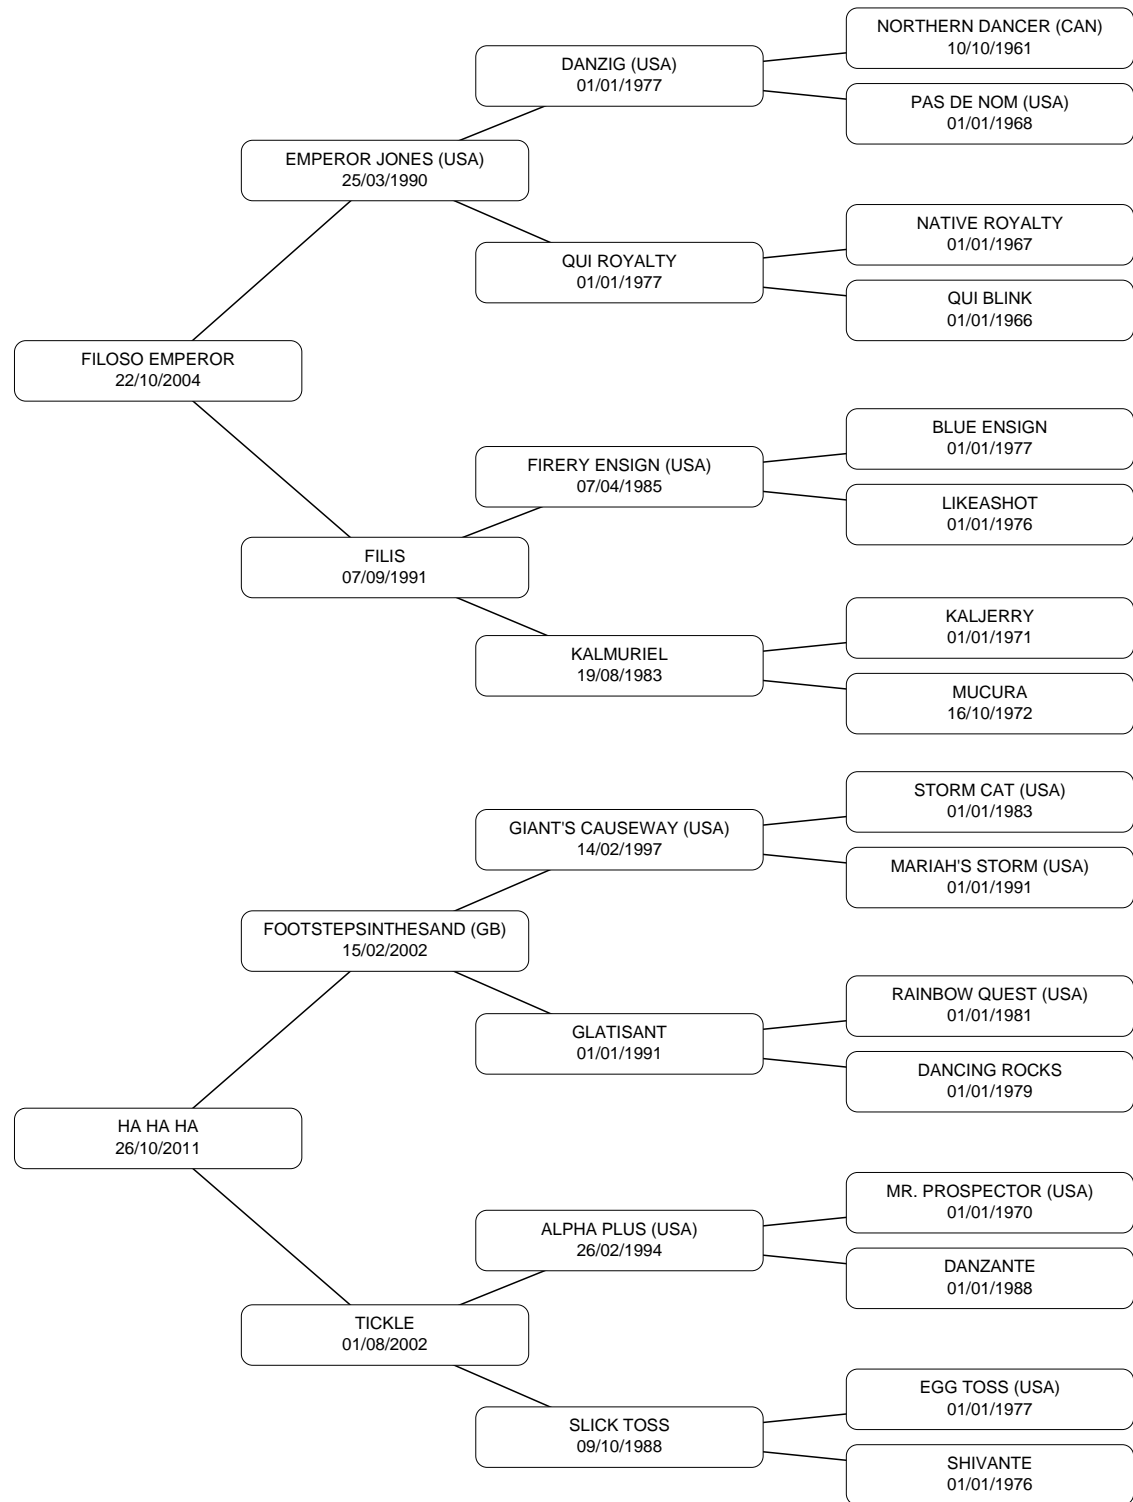 NORTHERN DANCER (CAN)
10/10/1961
DANZIG (USA)
01/01/1977
PAS DE NOM (USA)
01/01/1968
EMPEROR JONES (USA)
25/03/1990
NATIVE ROYALTY
01/01/1967
QUI ROYALTY
01/01/1977
QUI BLINK
01/01/1966
FILOSO EMPEROR
22/10/2004
BLUE ENSIGN
01/01/1977
FIRERY ENSIGN (USA)
07/04/1985
LIKEASHOT
01/01/1976
FILIS
07/09/1991
KALJERRY
01/01/1971
KALMURIEL
19/08/1983
MUCURA
16/10/1972
STORM CAT (USA)
01/01/1983
GIANT'S CAUSEWAY (USA)
14/02/1997
MARIAH'S STORM (USA)
01/01/1991
FOOTSTEPSINTHESAND (GB)
15/02/2002
RAINBOW QUEST (USA)
01/01/1981
GLATISANT
01/01/1991
DANCING ROCKS
01/01/1979
HA HA HA
26/10/2011
MR. PROSPECTOR (USA)
01/01/1970
ALPHA PLUS (USA)
26/02/1994
DANZANTE
01/01/1988
TICKLE
01/08/2002
EGG TOSS (USA)
01/01/1977
SLICK TOSS
09/10/1988
SHIVANTE
01/01/1976